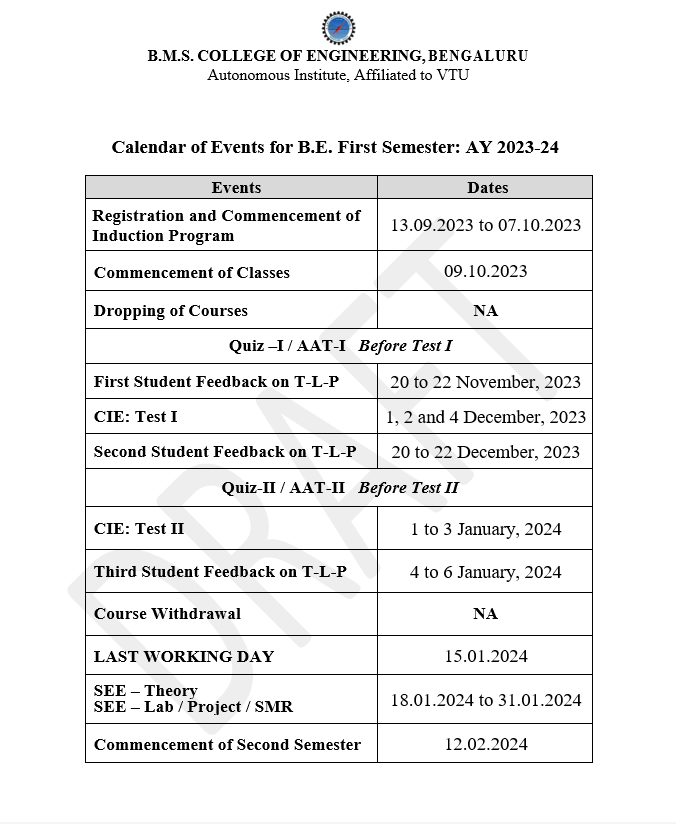 B.M.S. COLLEGE OF ENGINEERING, BENGALURU
Autonomous Institute, Affiliated to VTU
Calendar of Events for B.E. First Semester: AY 2023-24
Events Dates
Registration and Commencement of
Induction Program 13.09.2023 to 07.10.2023
Commencement of Classes 09.10.2023
Dropping of Courses NA
Quiz –I / AAT-I Before Test I
First Student Feedback on T-L-P 20 to 22 November, 2023
CIE: Test I 1, 2 and 4 December, 2023
Second Student Feedback on T-L-P 20 to 22 December, 2023
Quiz-II / AAT-II Before Test II
CIE: Test II 1 to 3 January, 2024
Third Student Feedback on T-L-P 4 to 6 January, 2024
Course Withdrawal NA
LAST WORKING DAY 15.01.2024
SEE – Theory
SEE – Lab / Project / SMR 18.01.2024 to 31.01.2024
Commencement of Second Semester 12.02.2024
DRAFT